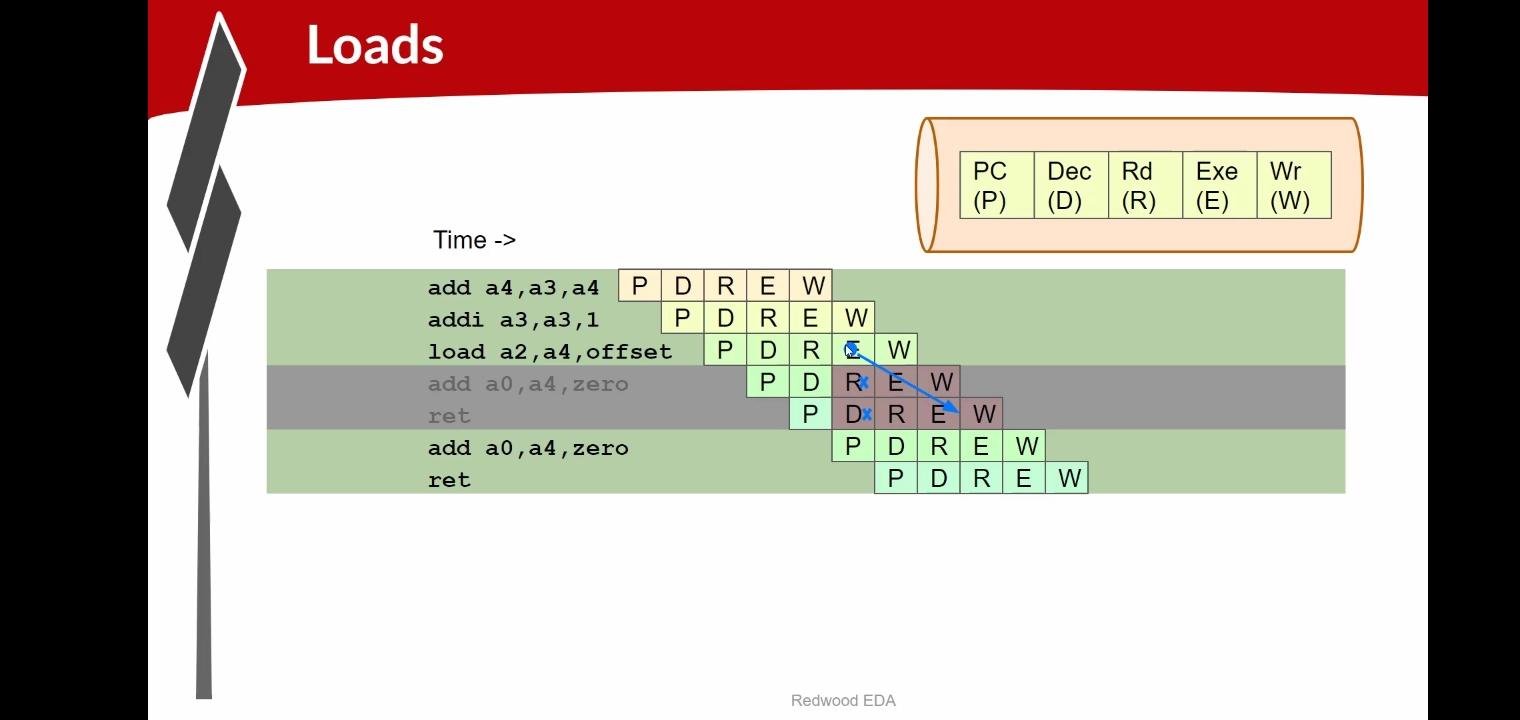 Loads
PC Dec Rd Exe Wr
(P) (D) (R) (E) (W)
Time ->
add a4,a3,a4 P D R E W
addi a3,a3,1 P D R E W
load a2,a4,offset P D R E W
add a0,a4,zero P D R E W
ret P D R E W
add a0,a4,zero P D R E W
ret P D R E W
Redwood EDA